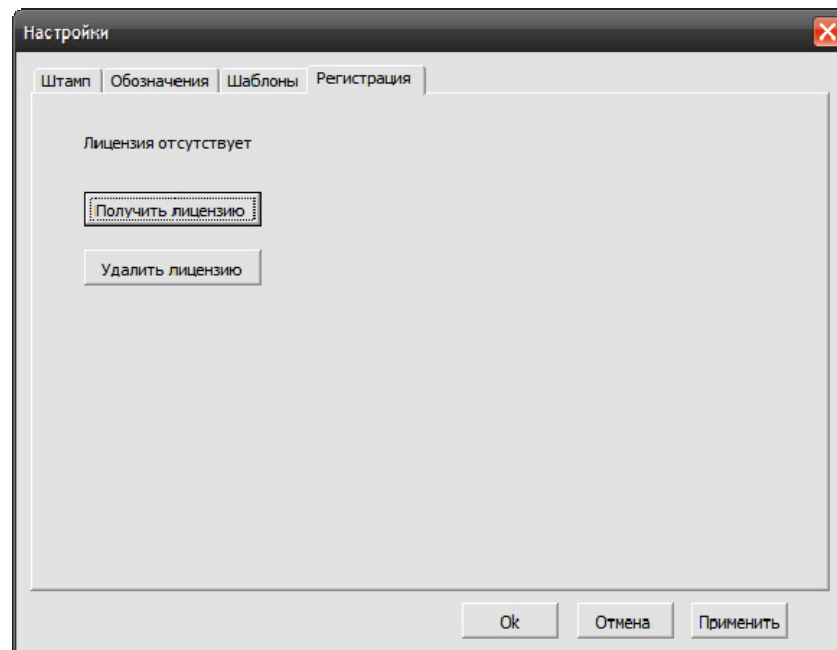 Настройки
Штамп Обозначения Шаблоны Регистрация
Лицензия отсутствует
Получить лицензию
Удалить лицензию
Ok Отмена Применить